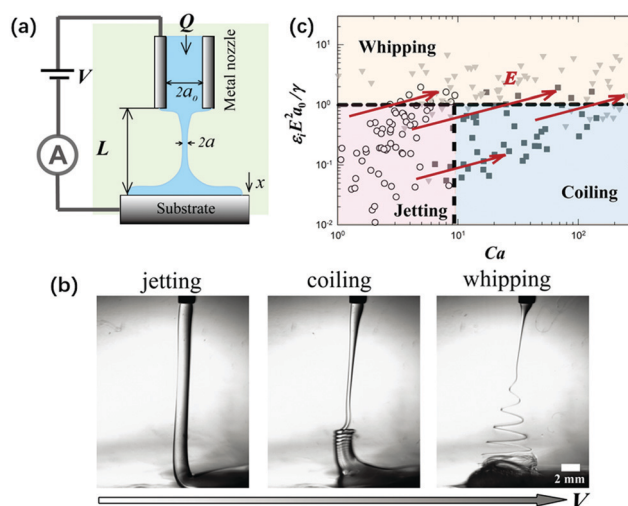 (a)
Q
Metal nozzle
2a₀
V
A
L
2a
x
Substrate
(c)
εᵢE²a₀/γ
10¹
10⁰
10⁻¹
10⁻²
Whipping
E
Jetting
Coiling
10⁰
10¹
10²
Ca
(b)
jetting
coiling
whipping
2 mm
V